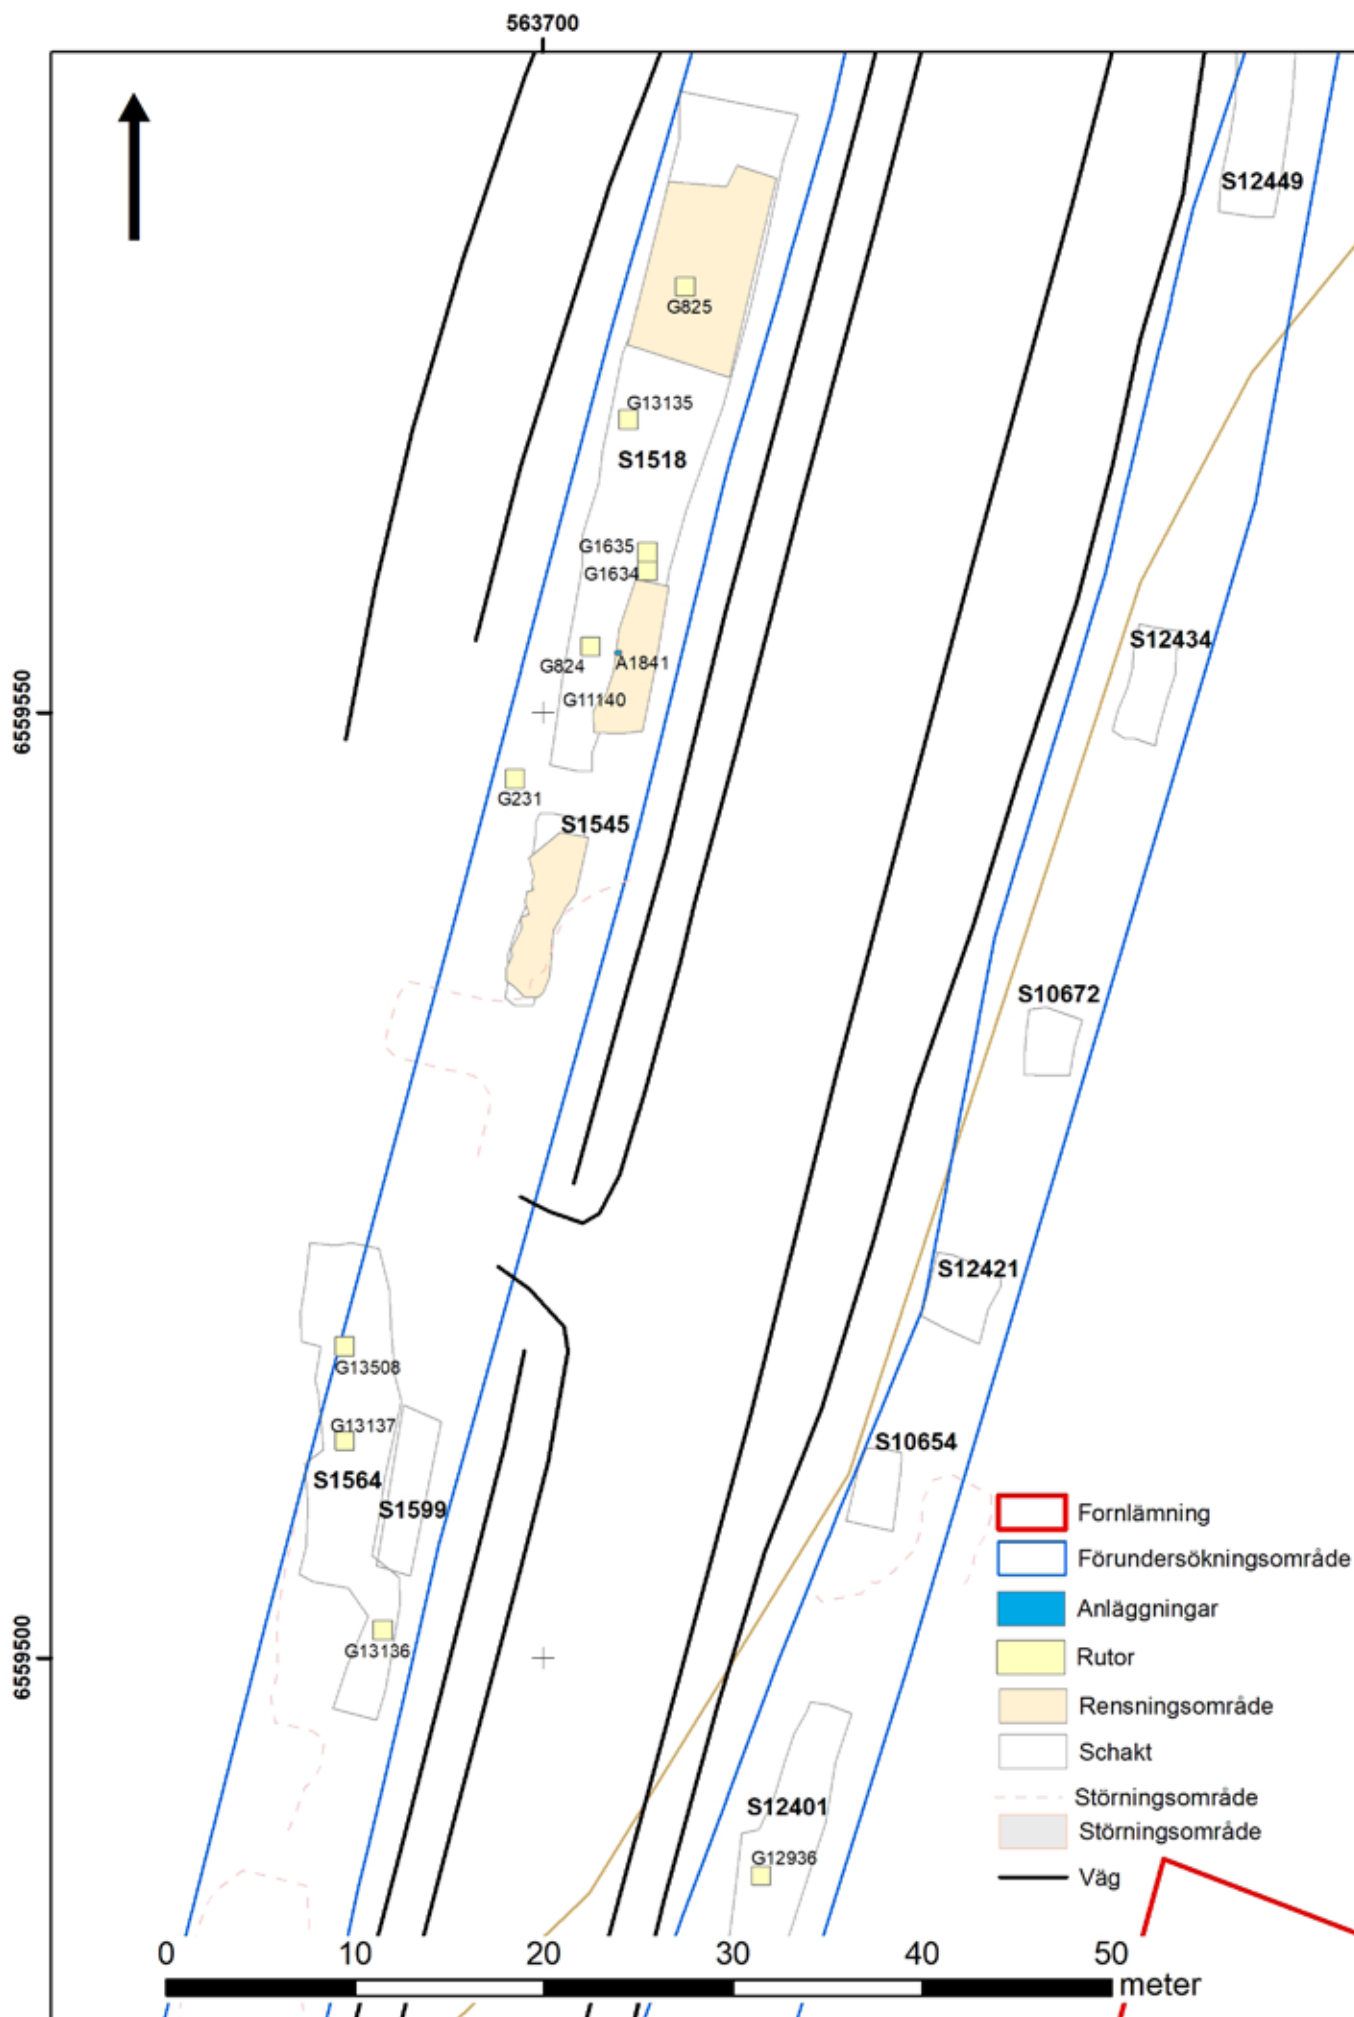 563700
S12449
G825
G13135
S1518
G1635
G1634
S12434
G824
A1841
G11140
6559550
G231
S1545
S10672
S12421
G13508
G13137
S10654
S1564
S1599
Fornlämning
Förundersökningsområde
Anläggningar
G13136
6559500
Rutor
Rensningsområde
Schakt
Störningsområde
S12401
Störningsområde
G12936
Väg
0 10 20 30 40 50
meter